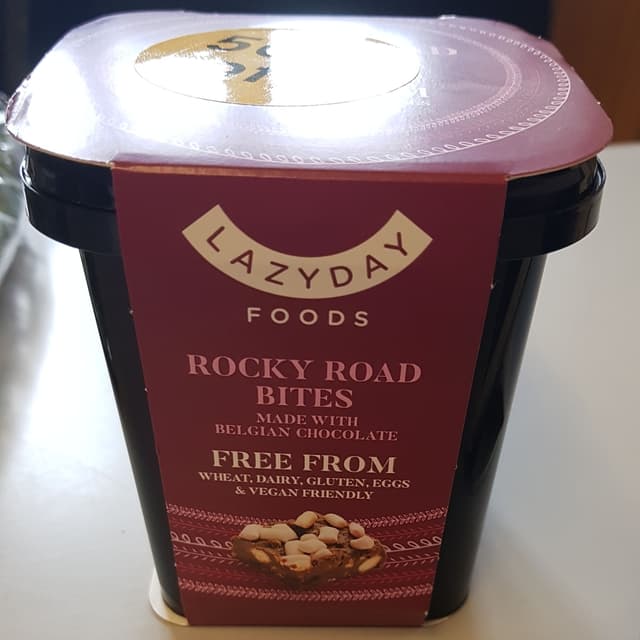 LAZYDAY
FOODS
ROCKY ROAD
BITES
MADE WITH
BELGIAN CHOCOLATE
FREE FROM
WHEAT, DAIRY, GLUTEN, EGGS
& VEGAN FRIENDLY